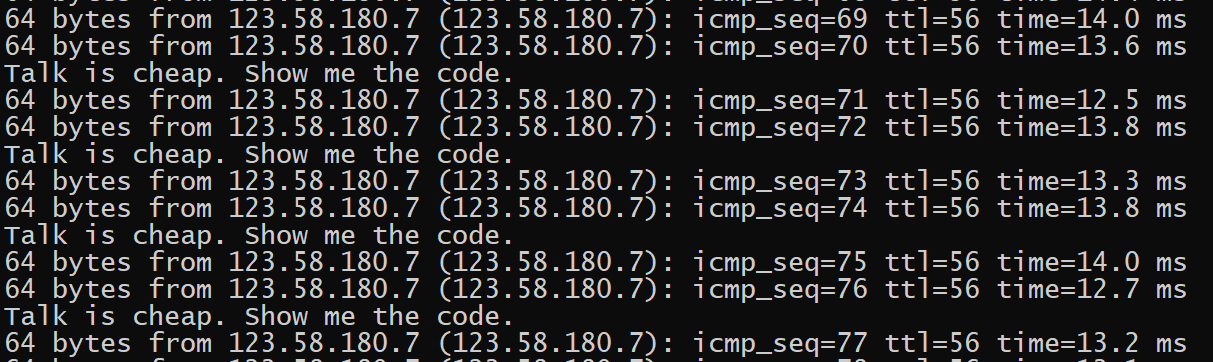 64 bytes from 123.58.180.7 (123.58.180.7): icmp_seq=69 ttl=56 time=14.0 ms
64 bytes from 123.58.180.7 (123.58.180.7): icmp_seq=70 ttl=56 time=13.6 ms
Talk is cheap. Show me the code.
64 bytes from 123.58.180.7 (123.58.180.7): icmp_seq=71 ttl=56 time=12.5 ms
64 bytes from 123.58.180.7 (123.58.180.7): icmp_seq=72 ttl=56 time=13.8 ms
Talk is cheap. Show me the code.
64 bytes from 123.58.180.7 (123.58.180.7): icmp_seq=73 ttl=56 time=13.3 ms
64 bytes from 123.58.180.7 (123.58.180.7): icmp_seq=74 ttl=56 time=13.8 ms
Talk is cheap. Show me the code.
64 bytes from 123.58.180.7 (123.58.180.7): icmp_seq=75 ttl=56 time=14.0 ms
64 bytes from 123.58.180.7 (123.58.180.7): icmp_seq=76 ttl=56 time=12.7 ms
Talk is cheap. Show me the code.
64 bytes from 123.58.180.7 (123.58.180.7): icmp_seq=77 ttl=56 time=13.2 ms